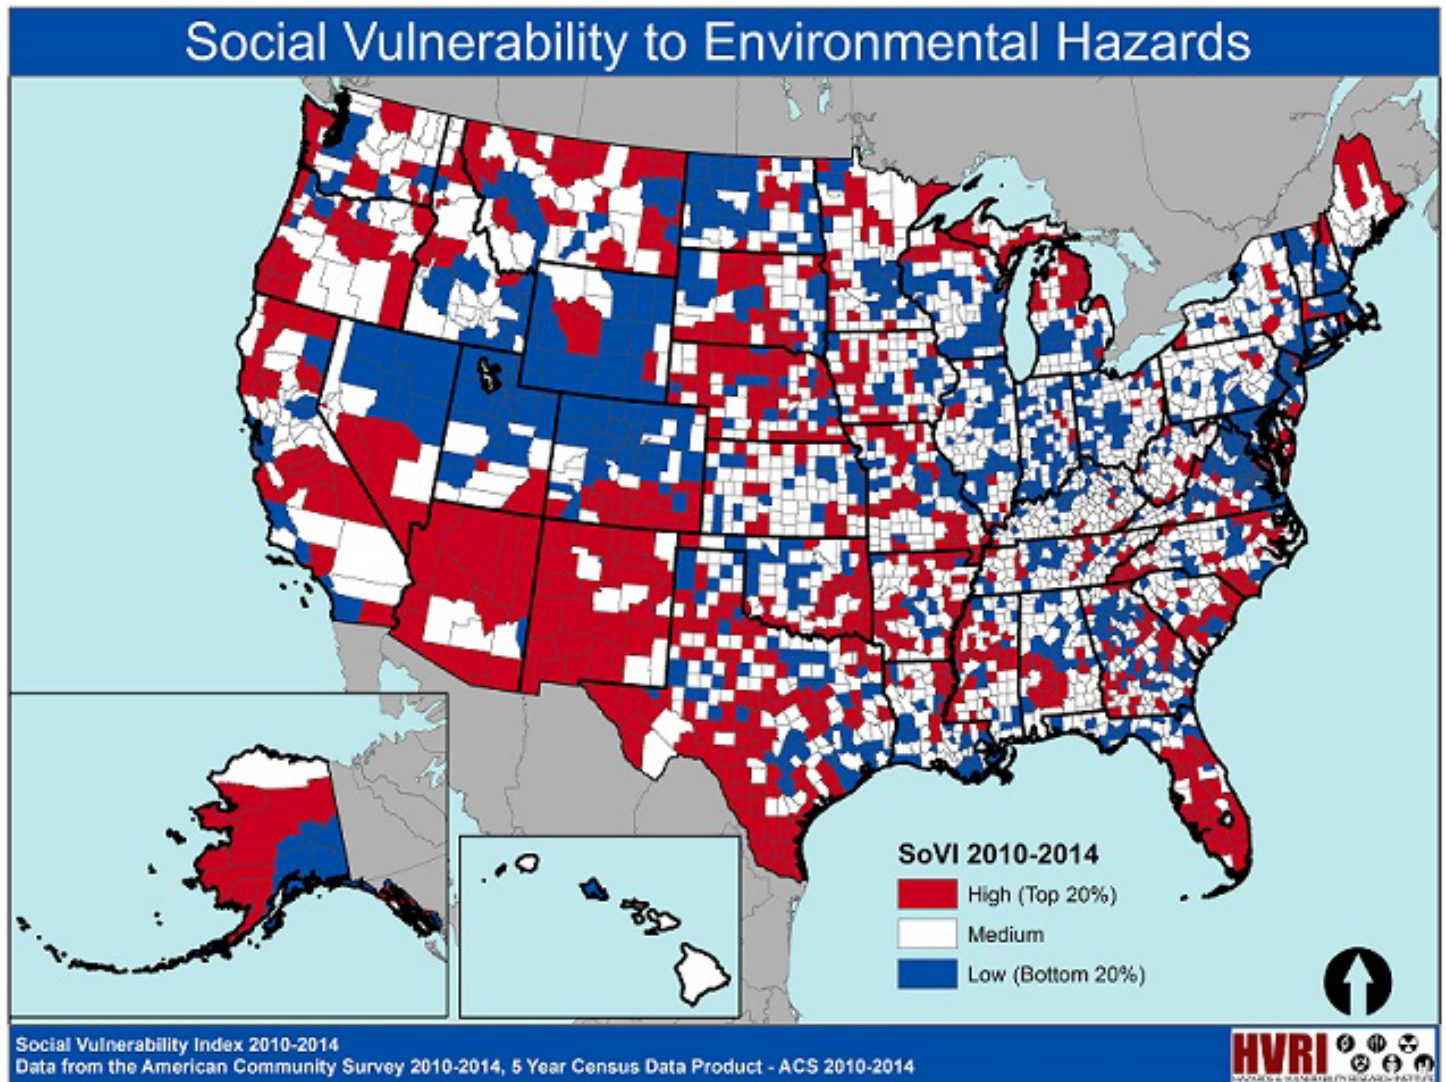 Social Vulnerability to Environmental Hazards
SoVI 2010-2014
High (Top 20%)
Medium
Low (Bottom 20%)
Social Vulnerability Index 2010-2014
Data from the American Community Survey 2010-2014, 5 Year Census Data Product - ACS 2010-2014
HVRI